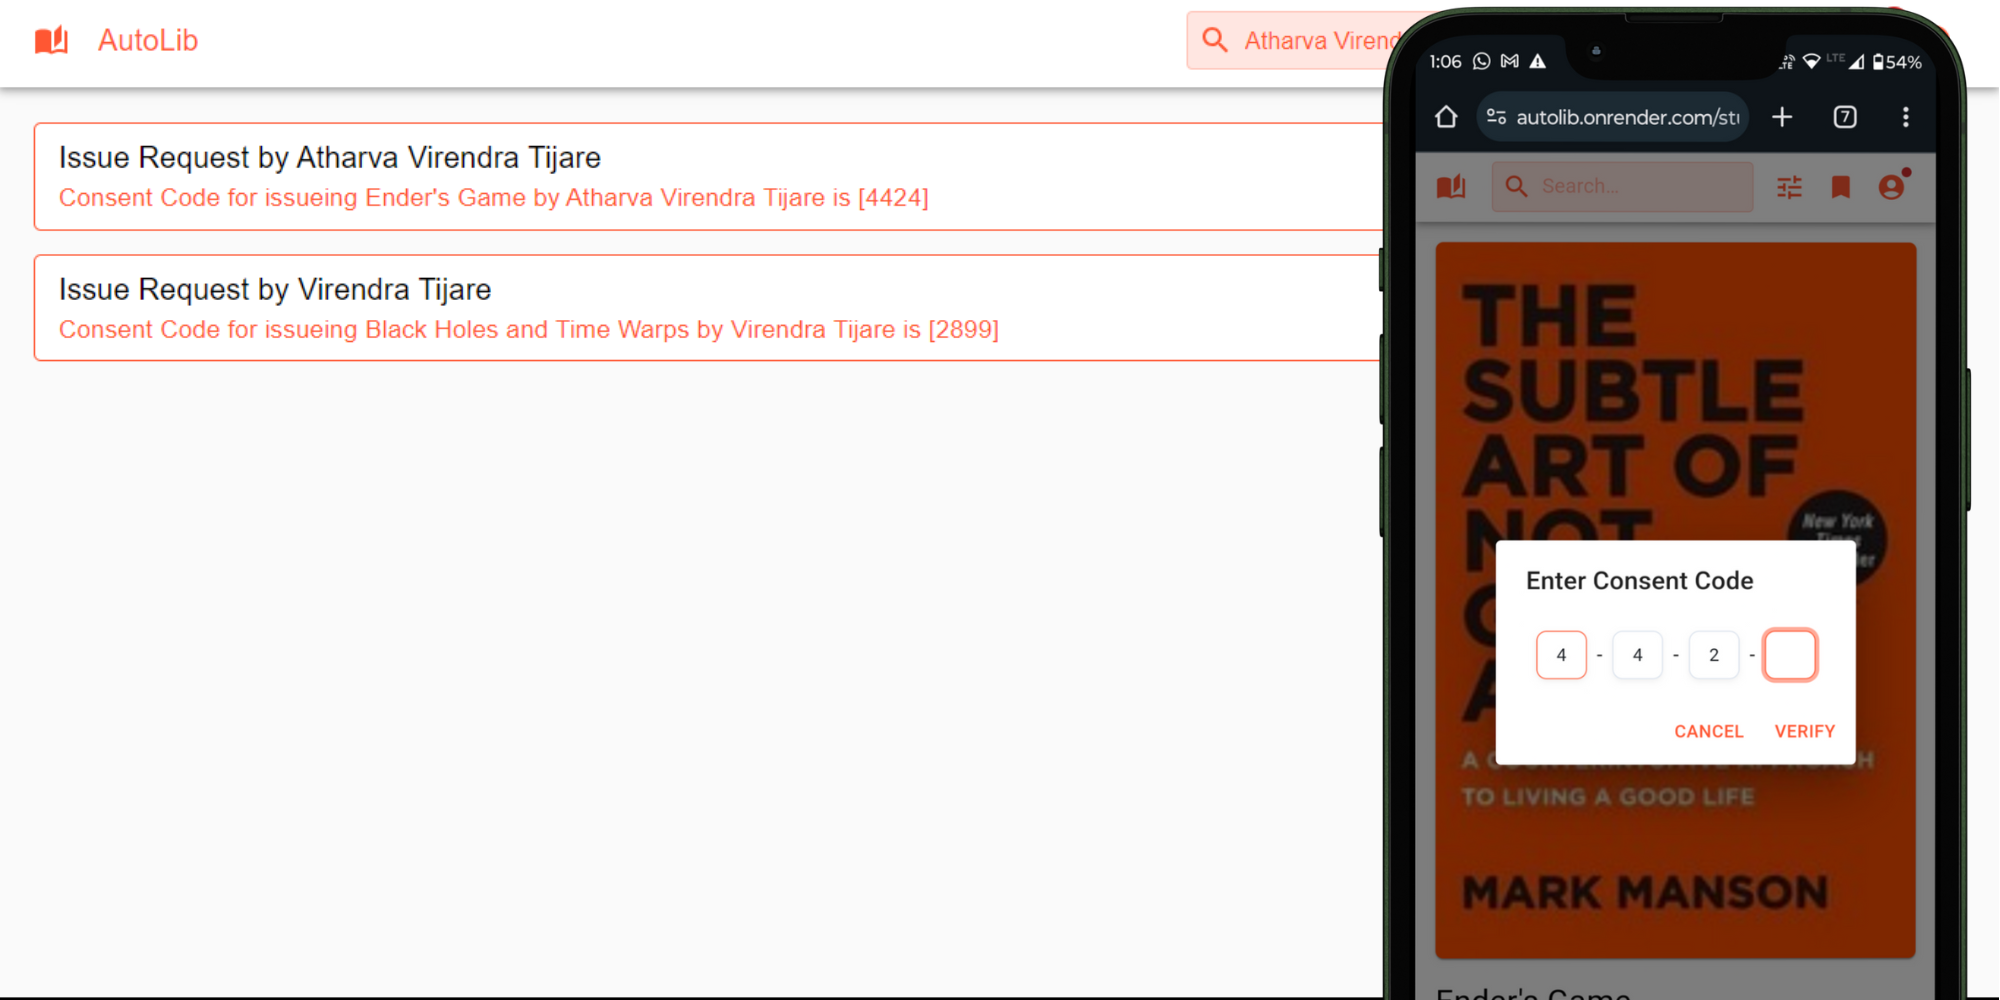 AutoLib
Atharva Virend
Issue Request by Atharva Virendra Tijare
Consent Code for issueing Ender's Game by Atharva Virendra Tijare is [4424]
Issue Request by Virendra Tijare
Consent Code for issueing Black Holes and Time Warps by Virendra Tijare is [2899]
1:06
LTE
54%
autolib.onrender.com/stu
7
Search...
THE
SUBTLE
ART OF
NOT
New York
Times
Enter Consent Code
4 - 4 - 2 -
CANCEL VERIFY
TO LIVING A GOOD LIFE
MARK MANSON
Ender's Game